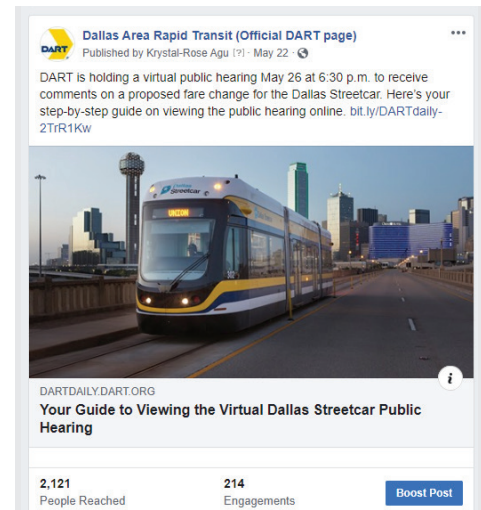 DART
Dallas Area Rapid Transit (Official DART page)
Published by Krystal-Rose Agu [?] · May 22 ·
DART is holding a virtual public hearing May 26 at 6:30 p.m. to receive
comments on a proposed fare change for the Dallas Streetcar. Here's your
step-by-step guide on viewing the public hearing online. bit.ly/DARTdaily-
2TrR1Kw
Dallas
Streetcar
UNION
302
i
DARTDAILY.DART.ORG
Your Guide to Viewing the Virtual Dallas Streetcar Public
Hearing
2,121
People Reached
214
Engagements
Boost Post